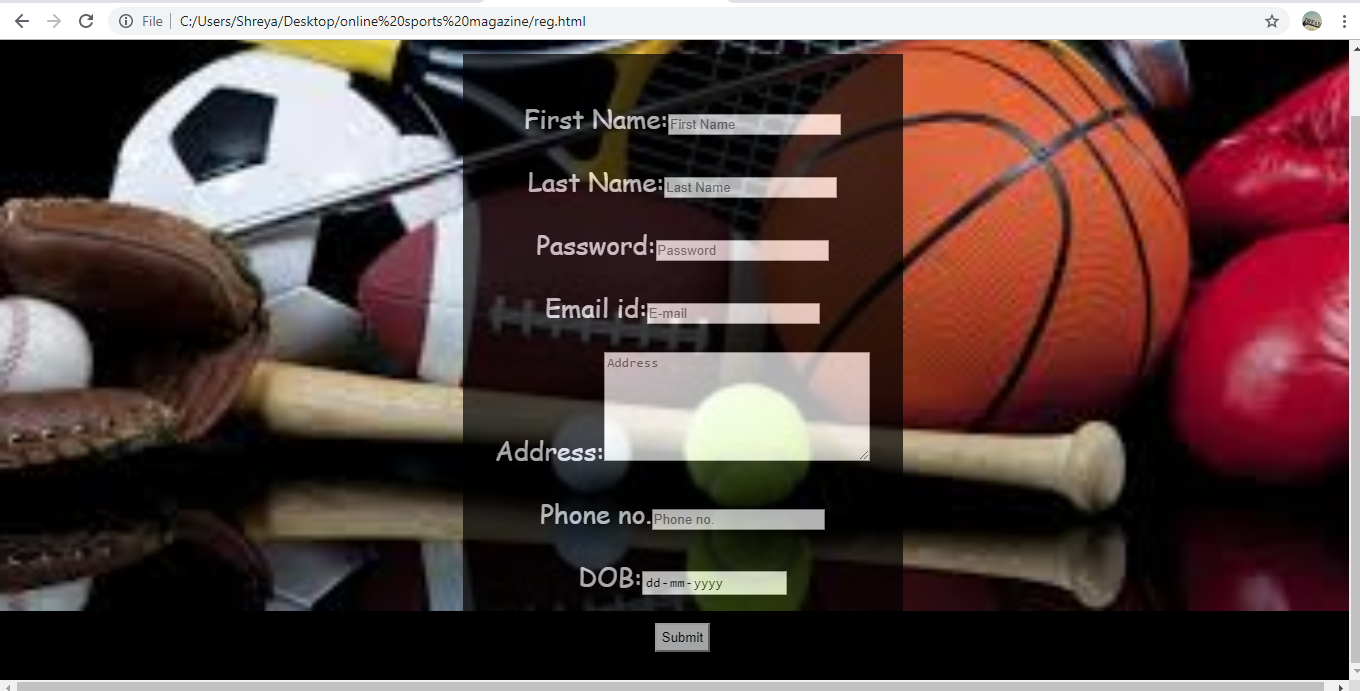 File | C:/Users/Shreya/Desktop/online%20sports%20magazine/reg.html
First Name: First Name
Last Name: Last Name
Password: Password
Email id: E-mail
Address
Address:
Phone no. Phone no.
DOB: dd-mm-yyyy
Submit